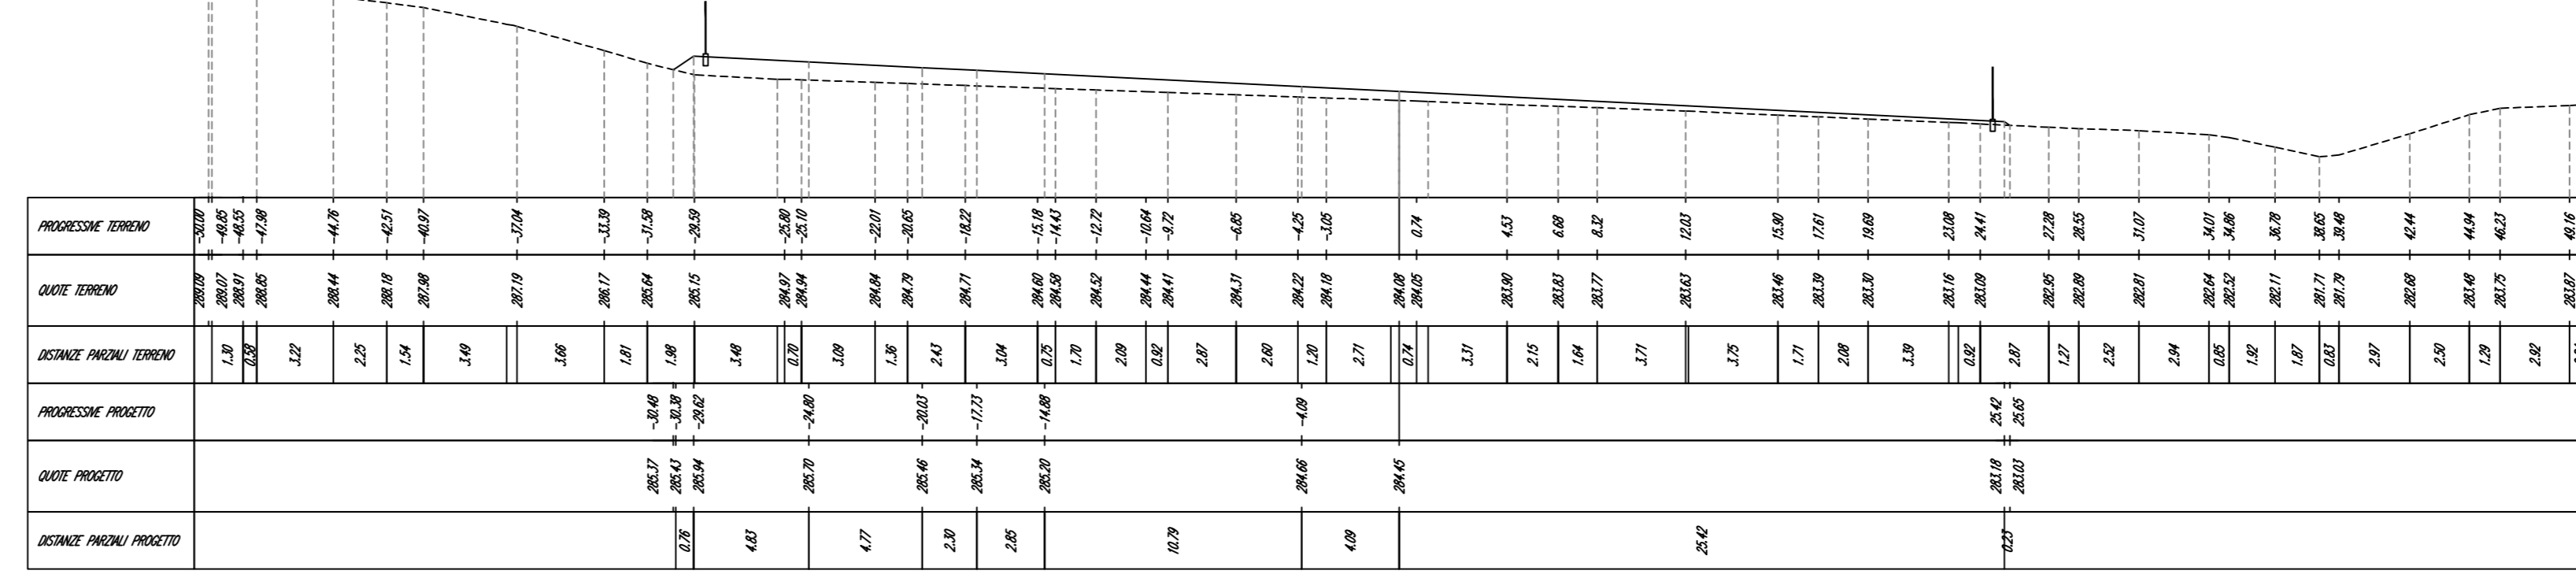 PROGRESSIVE TERRENO -50.00 -49.85 -48.55 -47.98 -44.76 -42.51 -40.97 -37.04 -33.39 -31.58 -29.59 -25.80 -25.10 -22.01 -20.65 -18.22 -15.18 -14.43 -12.72 -10.64 -9.72 -6.85 -4.25 -3.05 0.74 4.53 6.68 8.32 12.03 15.90 17.61 19.69 23.08 24.41 27.28 28.55 31.07 34.01 34.86 36.78 38.65 39.48 42.44 44.94 46.23 49.16
QUOTE TERRENO 289.09 289.07 288.91 288.85 288.44 288.18 287.98 287.19 286.17 285.64 285.15 284.97 284.94 284.84 284.79 284.71 284.60 284.58 284.52 284.44 284.41 284.31 284.22 284.18 284.08 284.05 283.90 283.83 283.77 283.63 283.46 283.39 283.30 283.16 283.09 282.95 282.89 282.81 282.64 282.52 282.11 281.71 281.79 282.68 283.48 283.75 283.87
DISTANZE PARZIALI TERRENO 1.30 0.58 3.22 2.25 1.54 3.49 3.66 1.81 1.98 3.48 0.70 3.09 1.36 2.43 3.04 0.75 1.70 2.09 0.92 2.87 2.60 1.20 2.71 0.74 3.31 2.15 1.64 3.71 3.75 1.71 2.08 3.39 0.92 2.87 1.27 2.52 2.94 0.85 1.92 1.87 0.83 2.97 2.50 1.29 2.92
PROGRESSIVE PROGETTO -30.48 -30.38 -29.62 -24.80 -20.03 -17.73 -14.88 -4.09 25.42 25.65
QUOTE PROGETTO 285.37 285.43 285.94 285.70 285.46 285.34 285.20 284.66 284.45 283.18 283.03
DISTANZE PARZIALI PROGETTO 0.76 4.83 4.77 2.30 2.85 10.79 4.09 25.42 0.23